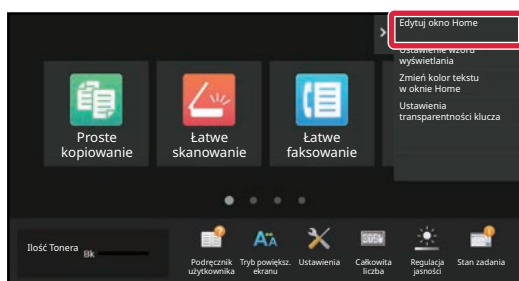 Edytuj okno Home
Ustawienie wzoru
wyświetlania
Zmień kolor tekstu
w oknie Home
Ustawienia
transparentności klucza
Proste
kopiowanie
Łatwe
skanowanie
Łatwe
faksowanie
Ilość Tonera
Bk
Podręcznik
użytkownika
Tryb powiększ.
ekranu
Ustawienia
Całkowita
liczba
Regulacja
jasności
Stan zadania